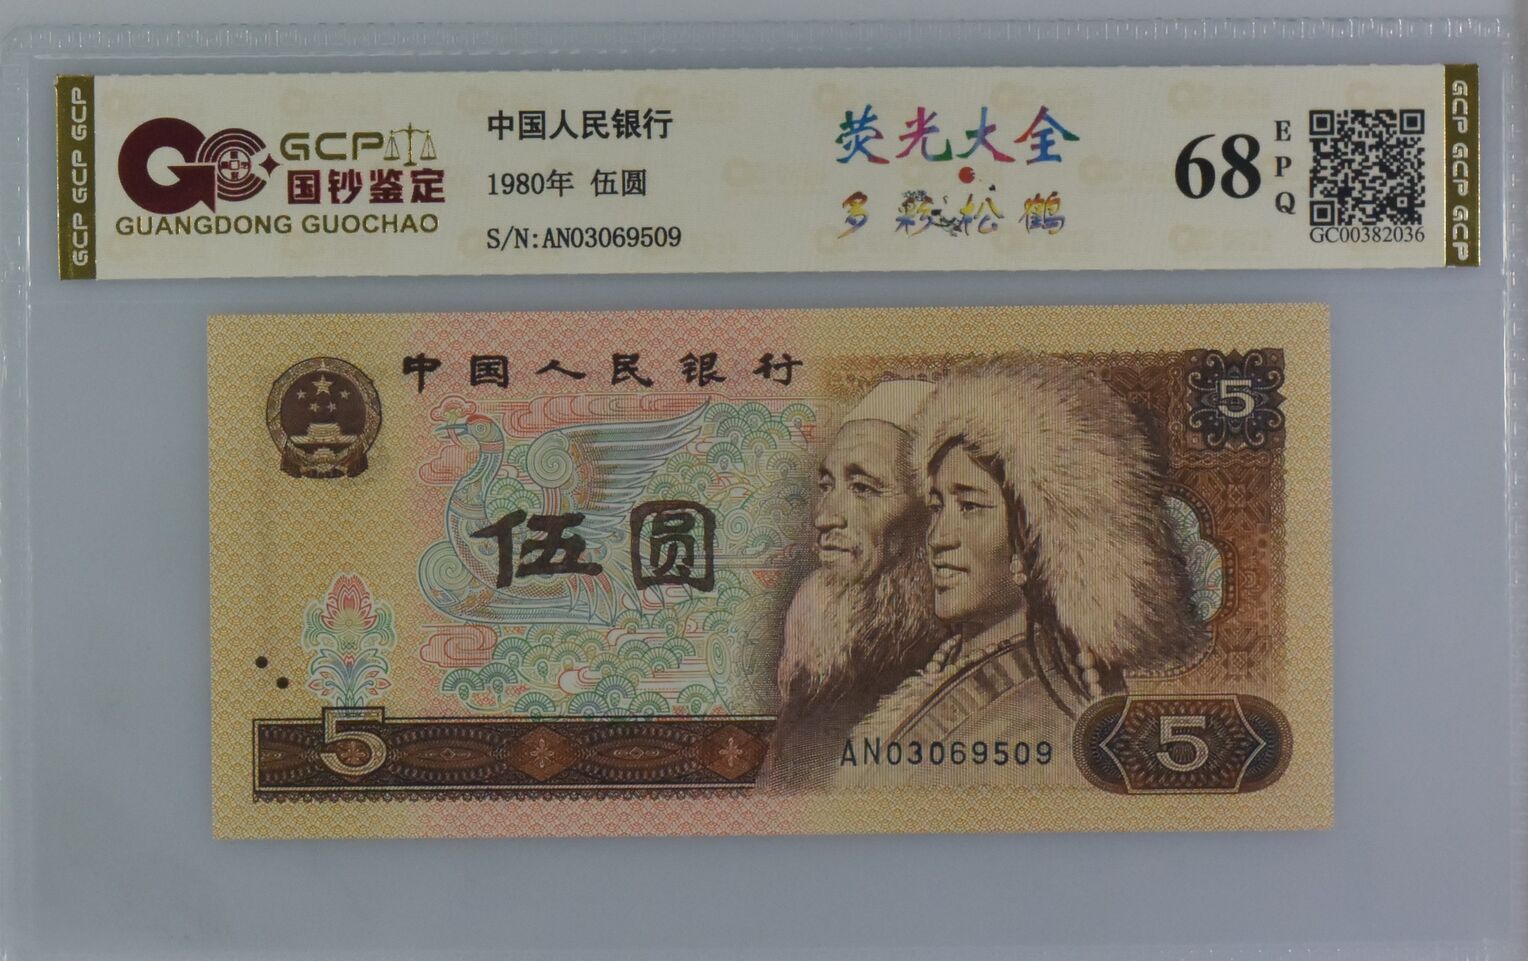 GCP GCP GCP
GCP
国钞鉴定
GUANGDONG GUOCHAO
中国人民银行
1980年 伍圆
S/N:AN03069509
荧光大全
多彩松鹤
68
EPQ
GC00382036
GCP GCP GCP
中国人民银行
5
伍圆
5
AN03069509
5